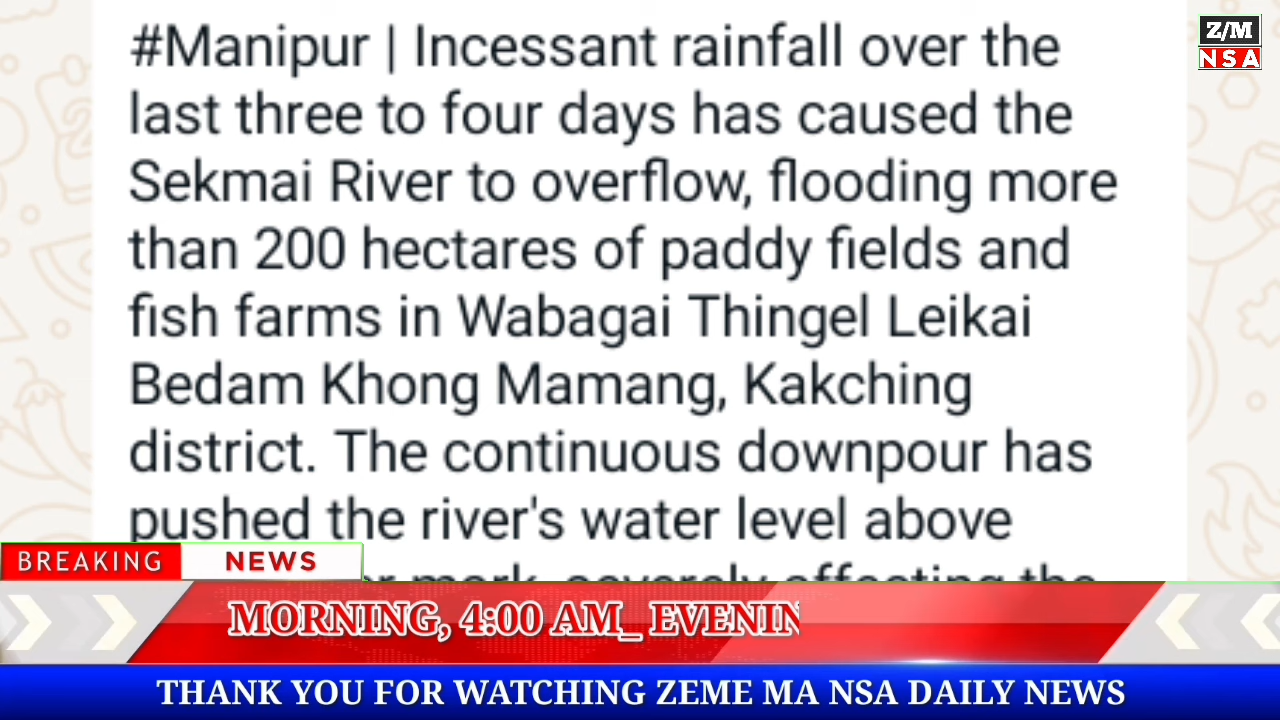 #Manipur | Incessant rainfall over the
last three to four days has caused the
Sekmai River to overflow, flooding more
than 200 hectares of paddy fields and
fish farms in Wabagai Thingel Leikai
Bedam Khong Mamang, Kakching
district. The continuous downpour has
pushed the river's water level above
severely affecting the
Z/M
NSA
BREAKING NEWS
MORNING, 4:00 AM_ EVENIN
THANK YOU FOR WATCHING ZEME MA NSA DAILY NEWS